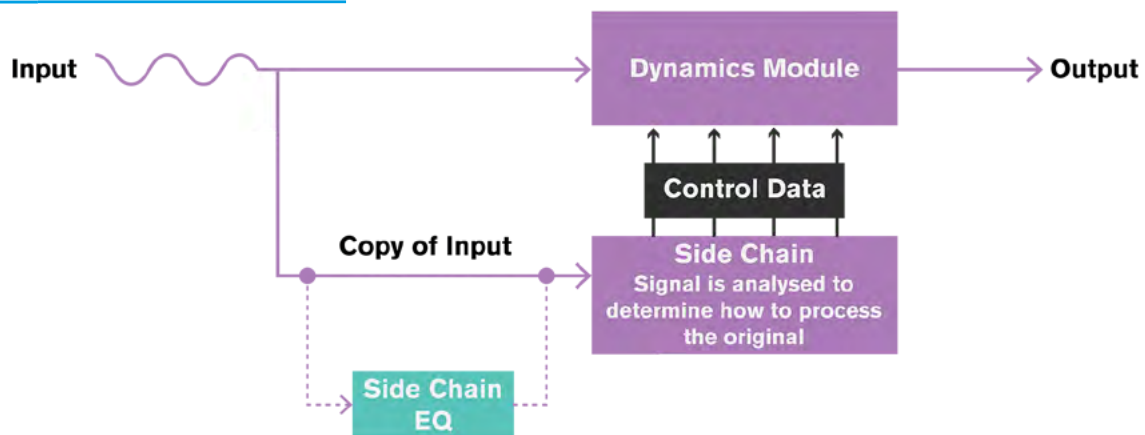 Input
Dynamics Module
Output
Control Data
Copy of Input
Side Chain
Signal is analysed to
determine how to process
the original
Side Chain
EQ